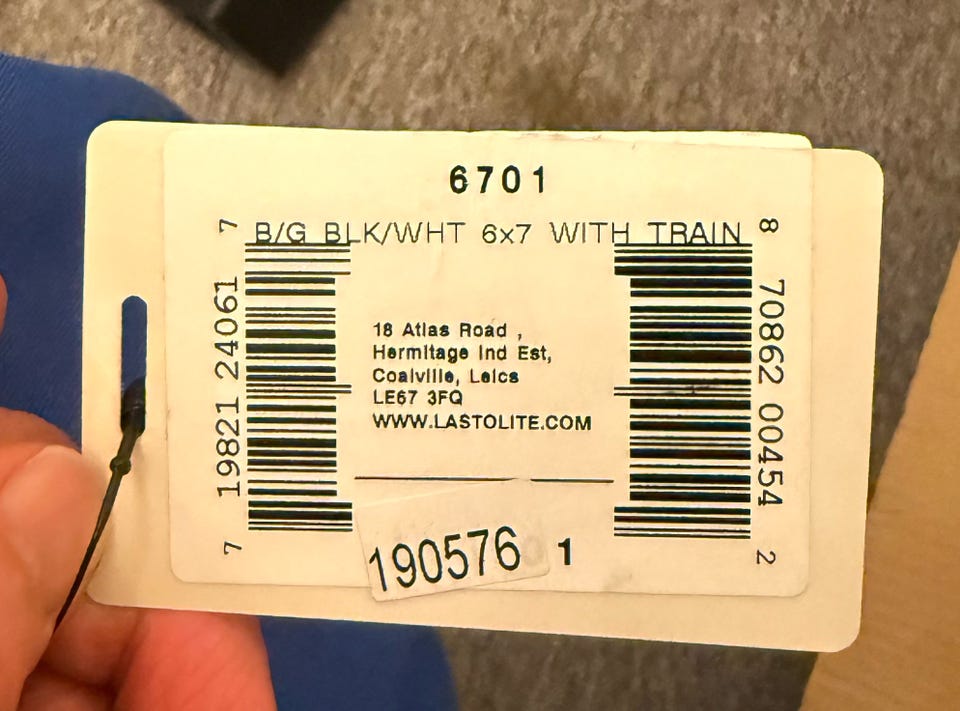 6701
B/G BLK/WHT 6x7 WITH TRAIN
7 19821 24061 7
18 Atlas Road ,
Hermitage Ind Est,
Coalville, Leics
LE67 3FQ
WWW.LASTOLITE.COM
8 70862 00454 2
190576 1